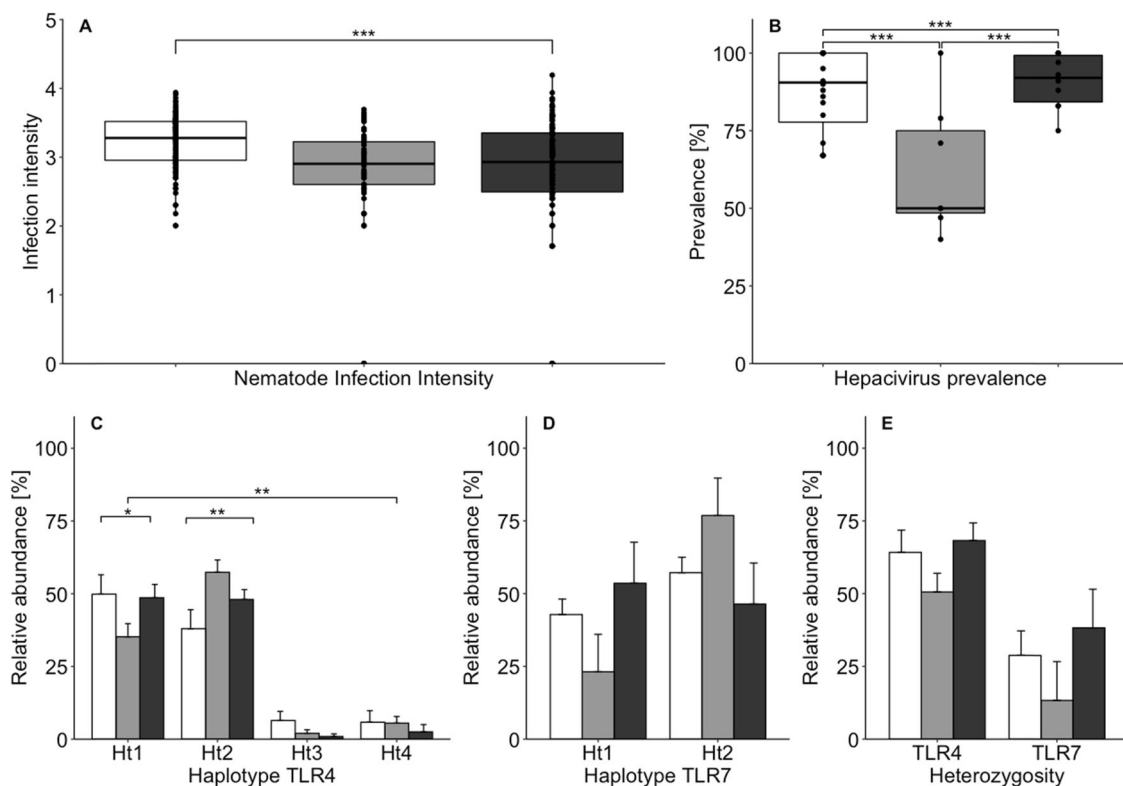 A
Infection intensity
5
4
3
2
1
0
***
Nematode Infection Intensity
B
Prevalence [%]
100
75
50
25
0
***
*** ***
Hepacivirus prevalence
C
Relative abundance [%]
100
75
50
25
0
**
* **
Ht1 Ht2 Ht3 Ht4
Haplotype TLR4
D
Relative abundance [%]
100
75
50
25
0
Ht1 Ht2
Haplotype TLR7
E
Relative abundance [%]
100
75
50
25
0
TLR4 TLR7
Heterozygosity